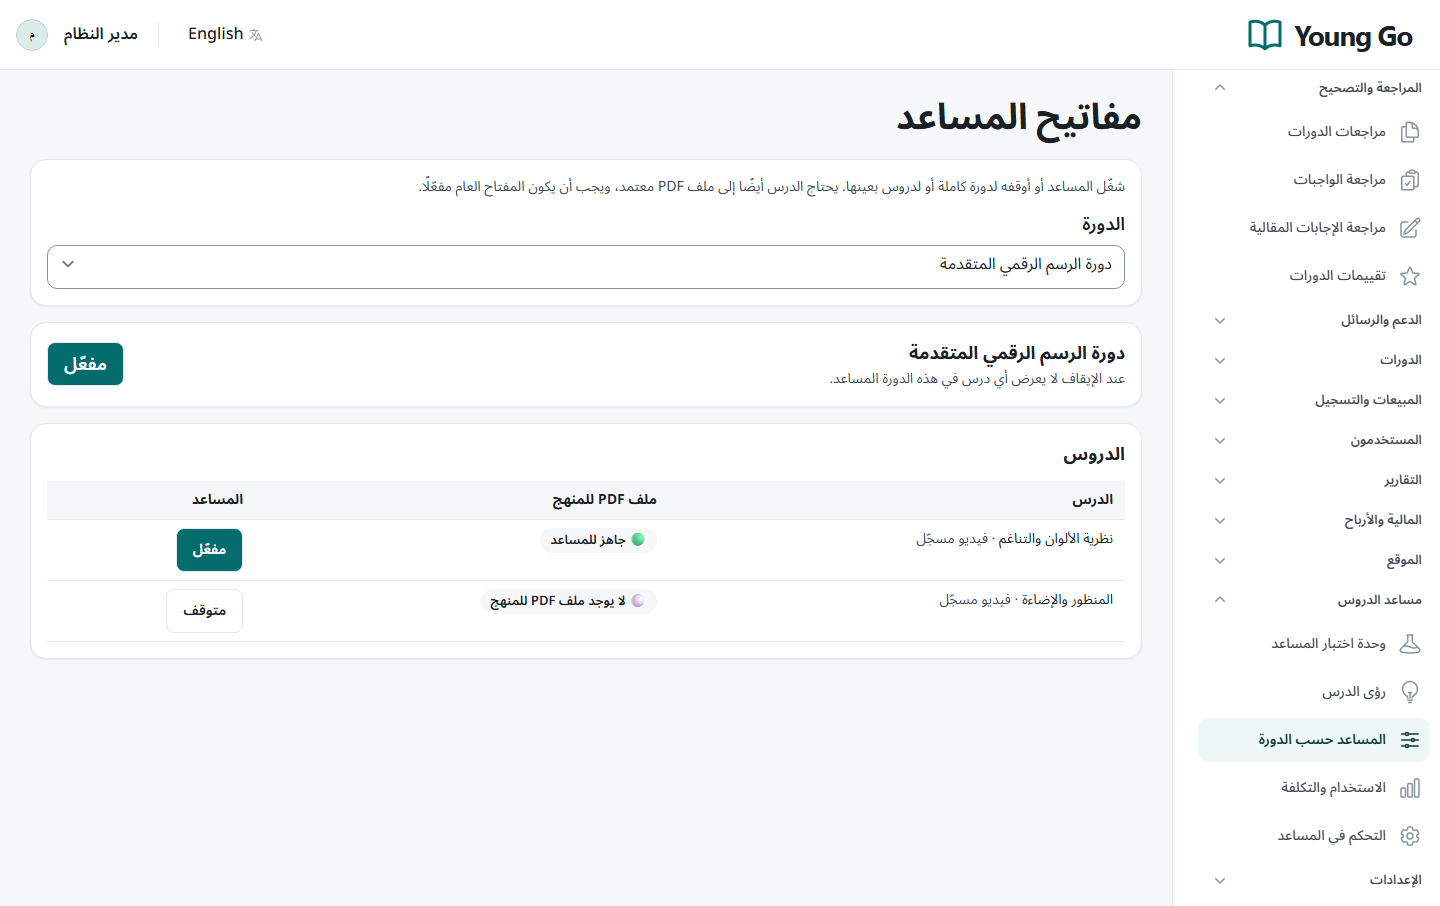 Young Go
English
مدير النظام
م
المراجعة والتصحيح
مراجعات الدورات
مراجعة الواجبات
مراجعة الإجابات المقالية
تقييمات الدورات
الدعم والرسائل
الدورات
المبيعات والتسجيل
المستخدمون
التقارير
المالية والأرباح
الموقع
مساعد الدروس
وحدة اختبار المساعد
رؤى الدرس
المساعد حسب الدورة
الاستخدام والتكلفة
التحكم في المساعد
الإعدادات
مفاتيح المساعد
شغّل المساعد أو أوقفه لدورة كاملة أو لدروس بعينها. يحتاج الدرس أيضًا إلى ملف PDF معتمد، ويجب أن يكون المفتاح العام مفعّلًا.
الدورة
دورة الرسم الرقمي المتقدمة
دورة الرسم الرقمي المتقدمة
عند الإيقاف لا يعرض أي درس في هذه الدورة المساعد.
مفعّل
الدروس
الدرس ملف PDF للمنهج المساعد
نظرية الألوان والتناغم · فيديو مسجّل جاهز للمساعد مفعّل
المنظور والإضاءة · فيديو مسجّل لا يوجد ملف PDF للمنهج متوقف